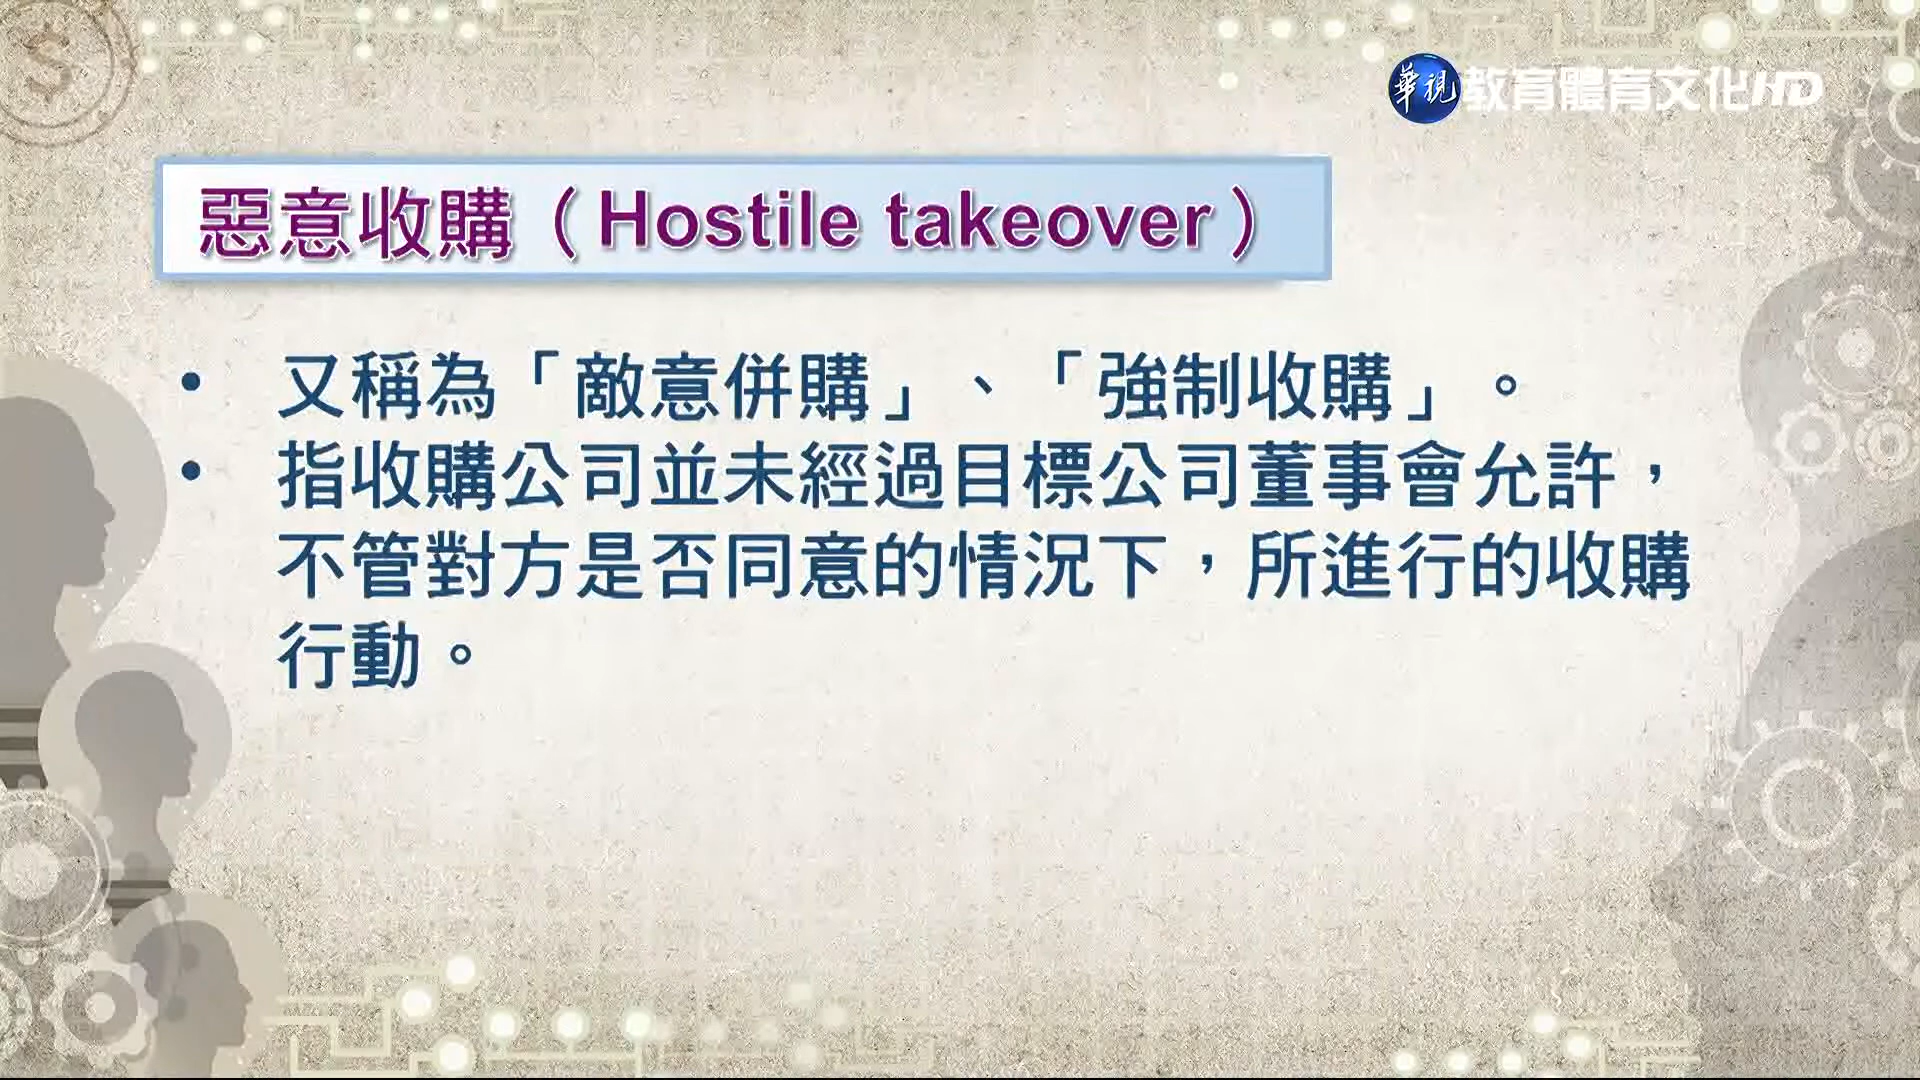 華視 教育體育文化HD
惡意收購（Hostile takeover）
• 又稱為「敵意併購」、「強制收購」。
• 指收購公司並未經過目標公司董事會允許，
不管對方是否同意的情況下，所進行的收購
行動。